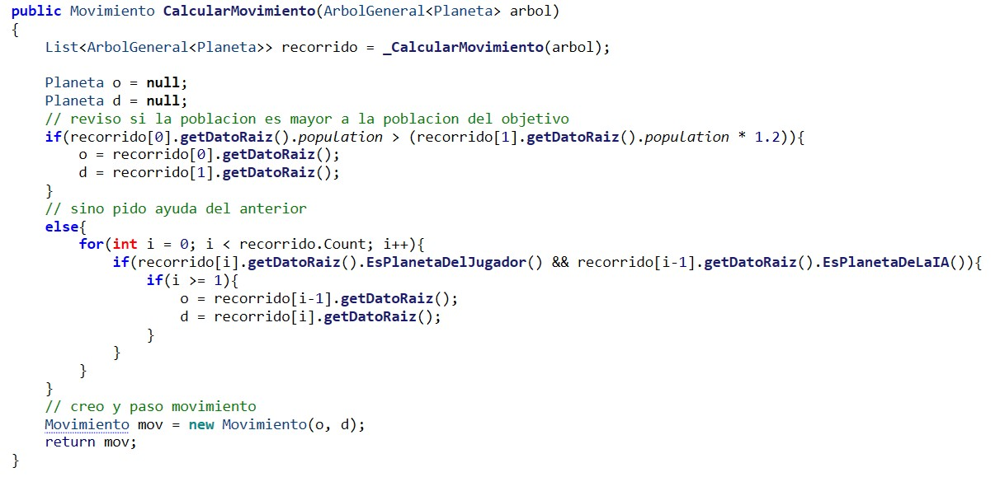 public Movimiento CalcularMovimiento(ArbolGeneral<Planeta> arbol)
{
    List<ArbolGeneral<Planeta>> recorrido = _CalcularMovimiento(arbol);

    Planeta o = null;
    Planeta d = null;
    // reviso si la poblacion es mayor a la poblacion del objetivo
    if(recorrido[0].getDatoRaiz().population > (recorrido[1].getDatoRaiz().population * 1.2)){
        o = recorrido[0].getDatoRaiz();
        d = recorrido[1].getDatoRaiz();
    }
    // sino pido ayuda del anterior
    else{
        for(int i = 0; i < recorrido.Count; i++){
            if(recorrido[i].getDatoRaiz().EsPlanetaDelJugador() && recorrido[i-1].getDatoRaiz().EsPlanetaDeLaIA()){
                if(i >= 1){
                    o = recorrido[i-1].getDatoRaiz();
                    d = recorrido[i].getDatoRaiz();
                }
            }
        }
    }
    // creo y paso movimiento
    Movimiento mov = new Movimiento(o, d);
    return mov;
}